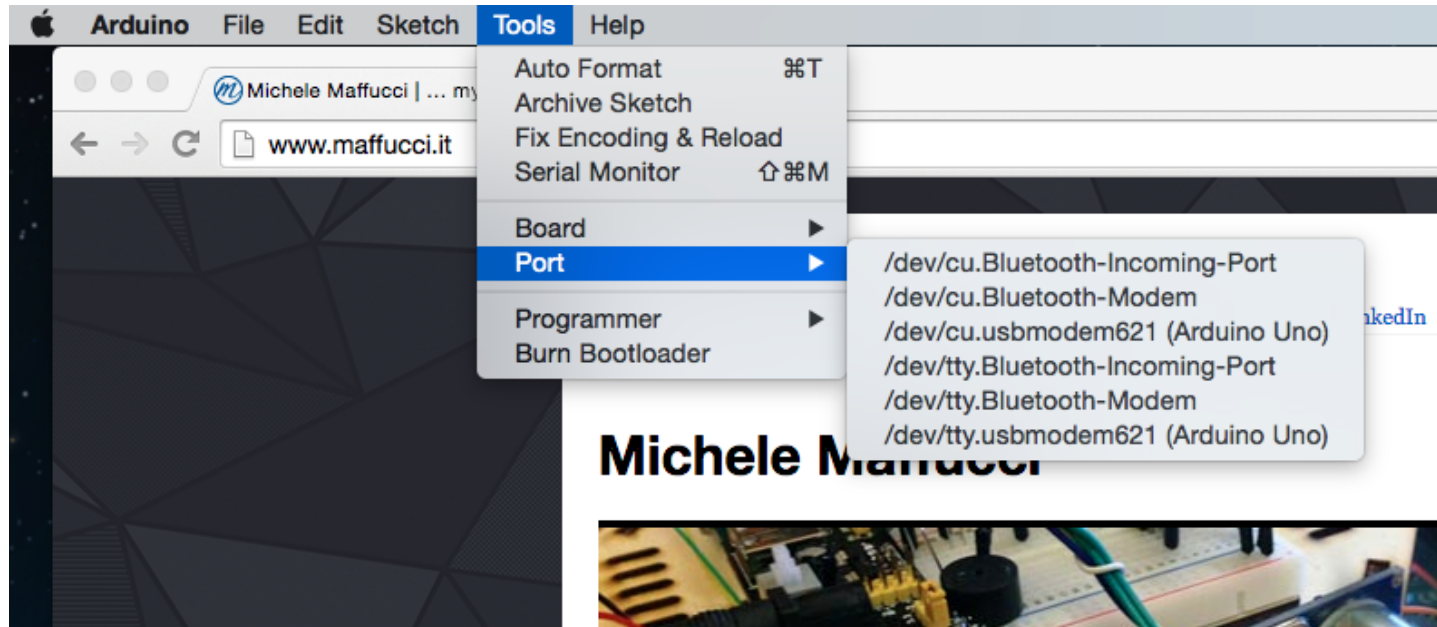 Arduino File Edit Sketch Tools Help
Michele Maffucci | ... my
www.maffucci.it
Auto Format ⌘T
Archive Sketch
Fix Encoding & Reload
Serial Monitor ⇧⌘M
Board
Port
Programmer
Burn Bootloader
/dev/cu.Bluetooth-Incoming-Port
/dev/cu.Bluetooth-Modem
/dev/cu.usbmodem621 (Arduino Uno)
/dev/tty.Bluetooth-Incoming-Port
/dev/tty.Bluetooth-Modem
/dev/tty.usbmodem621 (Arduino Uno)
nkedIn
Michele Maffucci